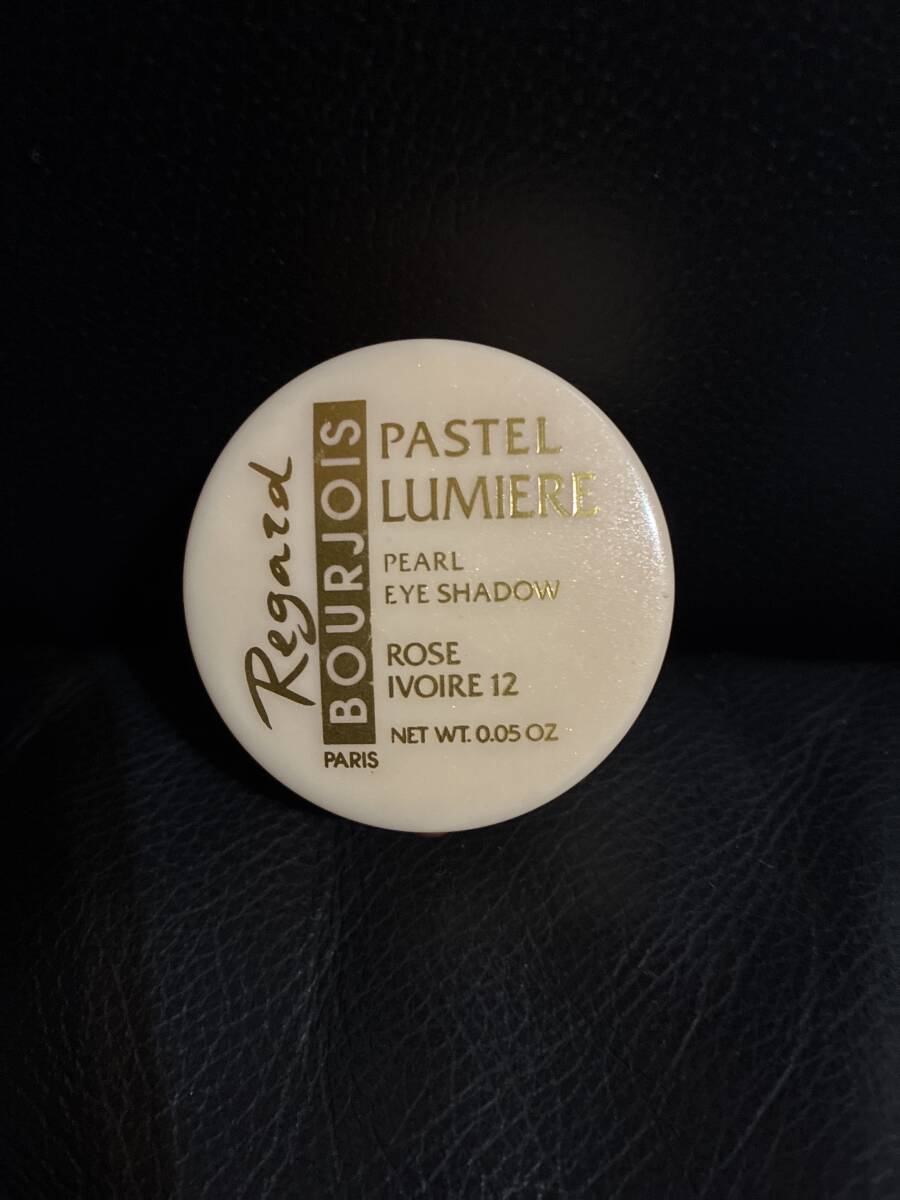 Regard
BOURJOIS
PARIS
PASTEL
LUMIERE
PEARL
EYE SHADOW
ROSE
IVOIRE 12
NET WT. 0.05 OZ